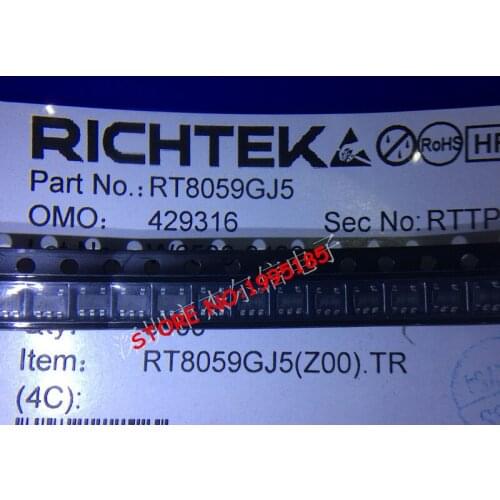 RICHTEK
RoHS
Part No.: RT8059GJ5
OMO: 429316 Sec No: RTTP
STORE NO:1995185
Item: RT8059GJ5(Z00).TR
(4C):